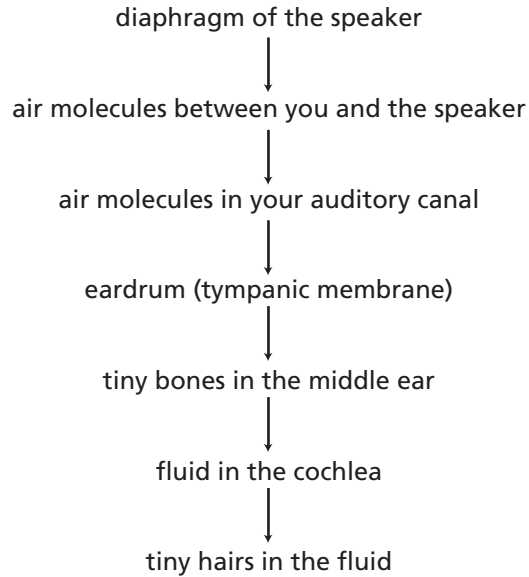 diaphragm of the speaker
air molecules between you and the speaker
air molecules in your auditory canal
eardrum (tympanic membrane)
tiny bones in the middle ear
fluid in the cochlea
tiny hairs in the fluid